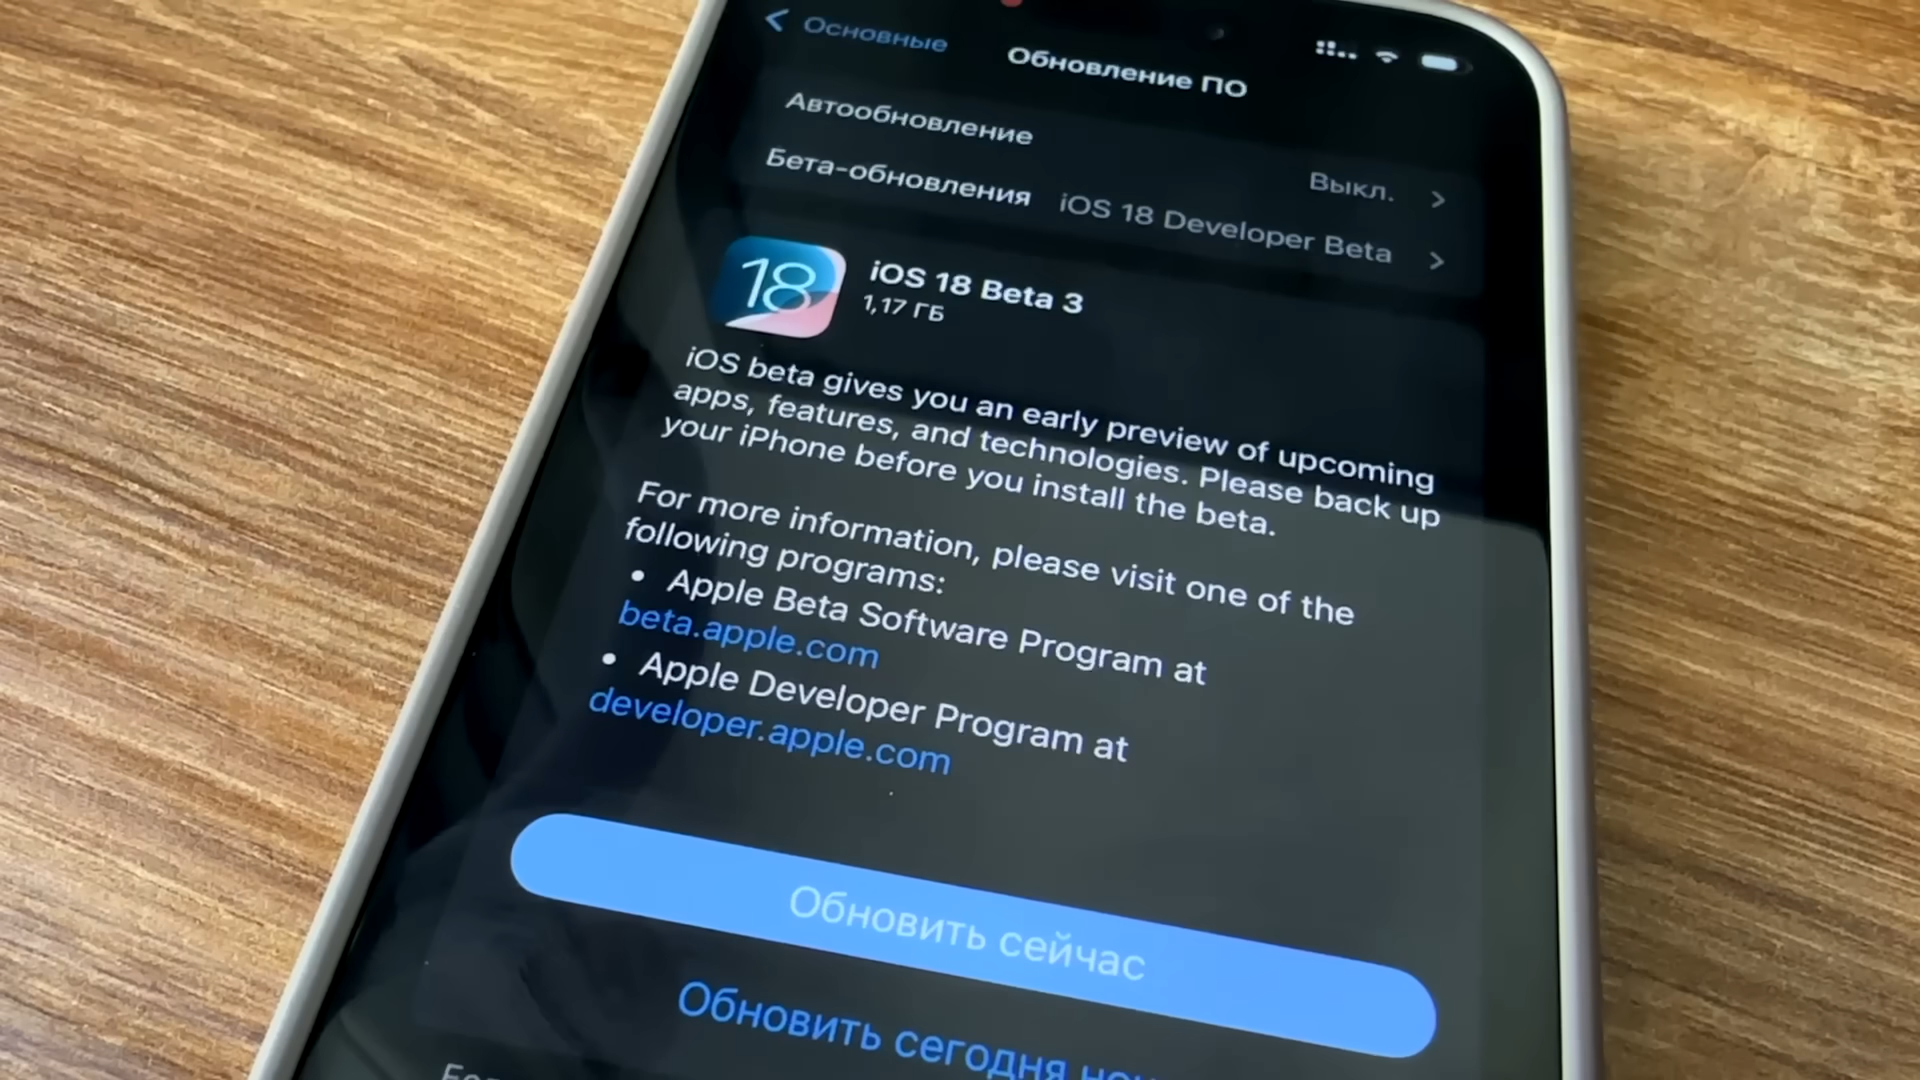 Основные
Обновление ПО
Автообновление
Выкл.
Бета-обновления
iOS 18 Developer Beta
18
iOS 18 Beta 3
1,17 ГБ
iOS beta gives you an early preview of upcoming
apps, features, and technologies. Please back up
your iPhone before you install the beta.
For more information, please visit one of the
following programs:
• Apple Beta Software Program at
beta.apple.com
• Apple Developer Program at
developer.apple.com
Обновить сейчас
Обновить сегодня